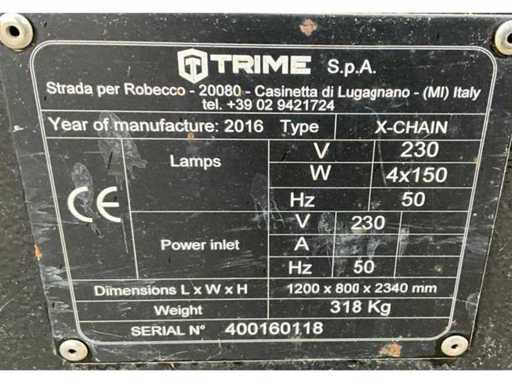 TRIME S.p.A.
Strada per Robecco - 20080 - Casinetta di Lugagnano - (MI) Italy
tel. +39 02 9421724
Year of manufacture: 2016 Type X-CHAIN
Lamps V 230
W 4x150
Hz 50
CE
Power inlet V 230
A
Hz 50
Dimensions L x W x H 1200 x 800 x 2340 mm
Weight 318 Kg
SERIAL N° 400160118